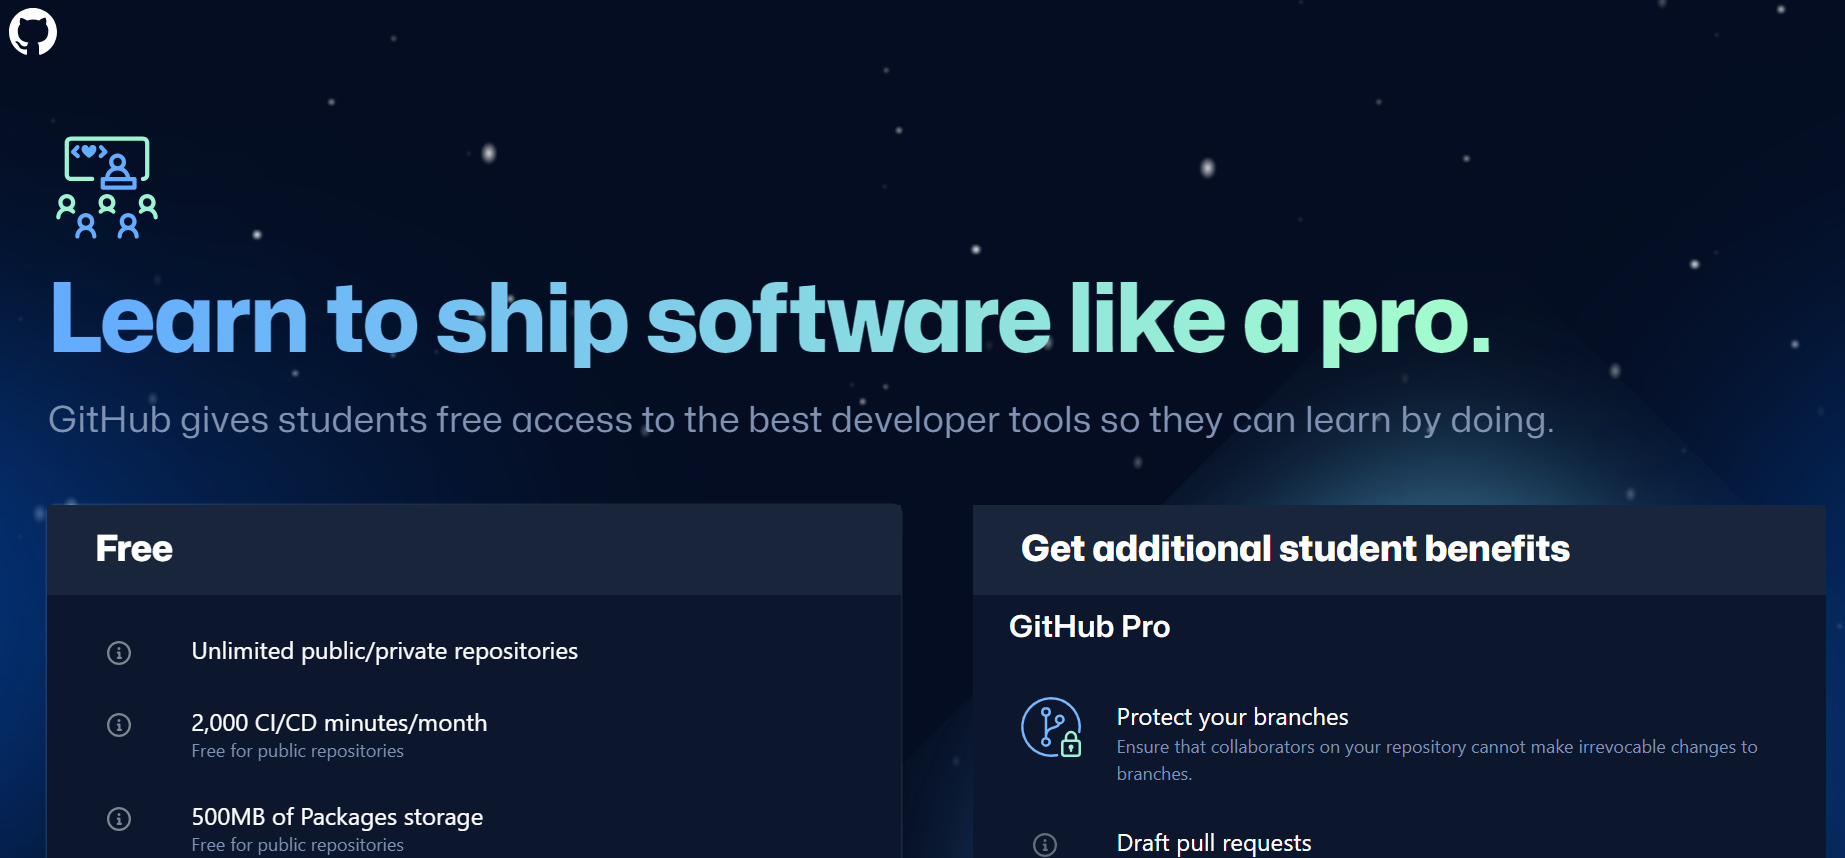 Learn to ship software like a pro.
GitHub gives students free access to the best developer tools so they can learn by doing.
Free
Unlimited public/private repositories
2,000 CI/CD minutes/month
Free for public repositories
500MB of Packages storage
Free for public repositories
Get additional student benefits
GitHub Pro
Protect your branches
Ensure that collaborators on your repository cannot make irrevocable changes to
branches.
Draft pull requests